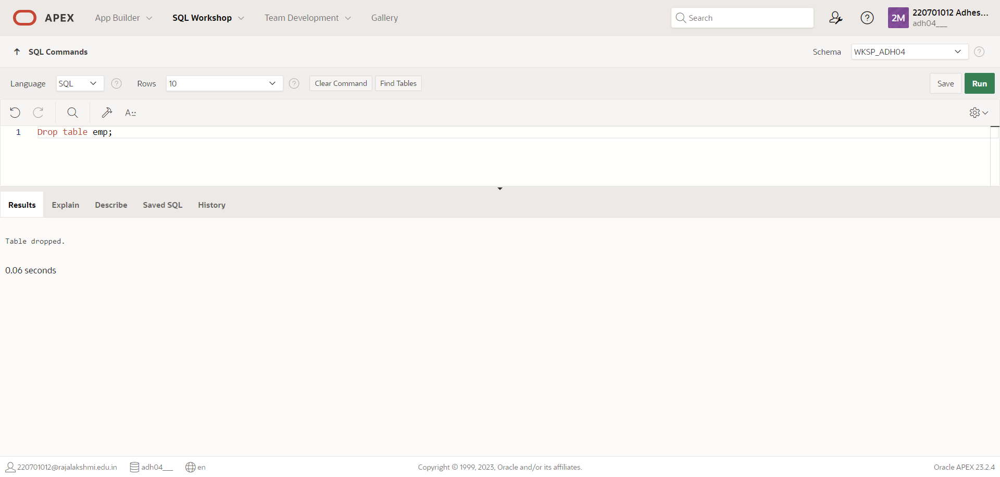 APEX App Builder SQL Workshop Team Development Gallery Search 2M 220701012 Adhes...
adh04___
SQL Commands Schema WKSP_ADH04 ?
Language SQL ? Rows 10 ? Clear Command Find Tables Save Run
A::
1 Drop table emp;
Results Explain Describe Saved SQL History
Table dropped.
0.06 seconds
220701012@rajalakshmi.edu.in adh04___ en Copyright © 1999, 2023, Oracle and/or its affiliates. Oracle APEX 23.2.4